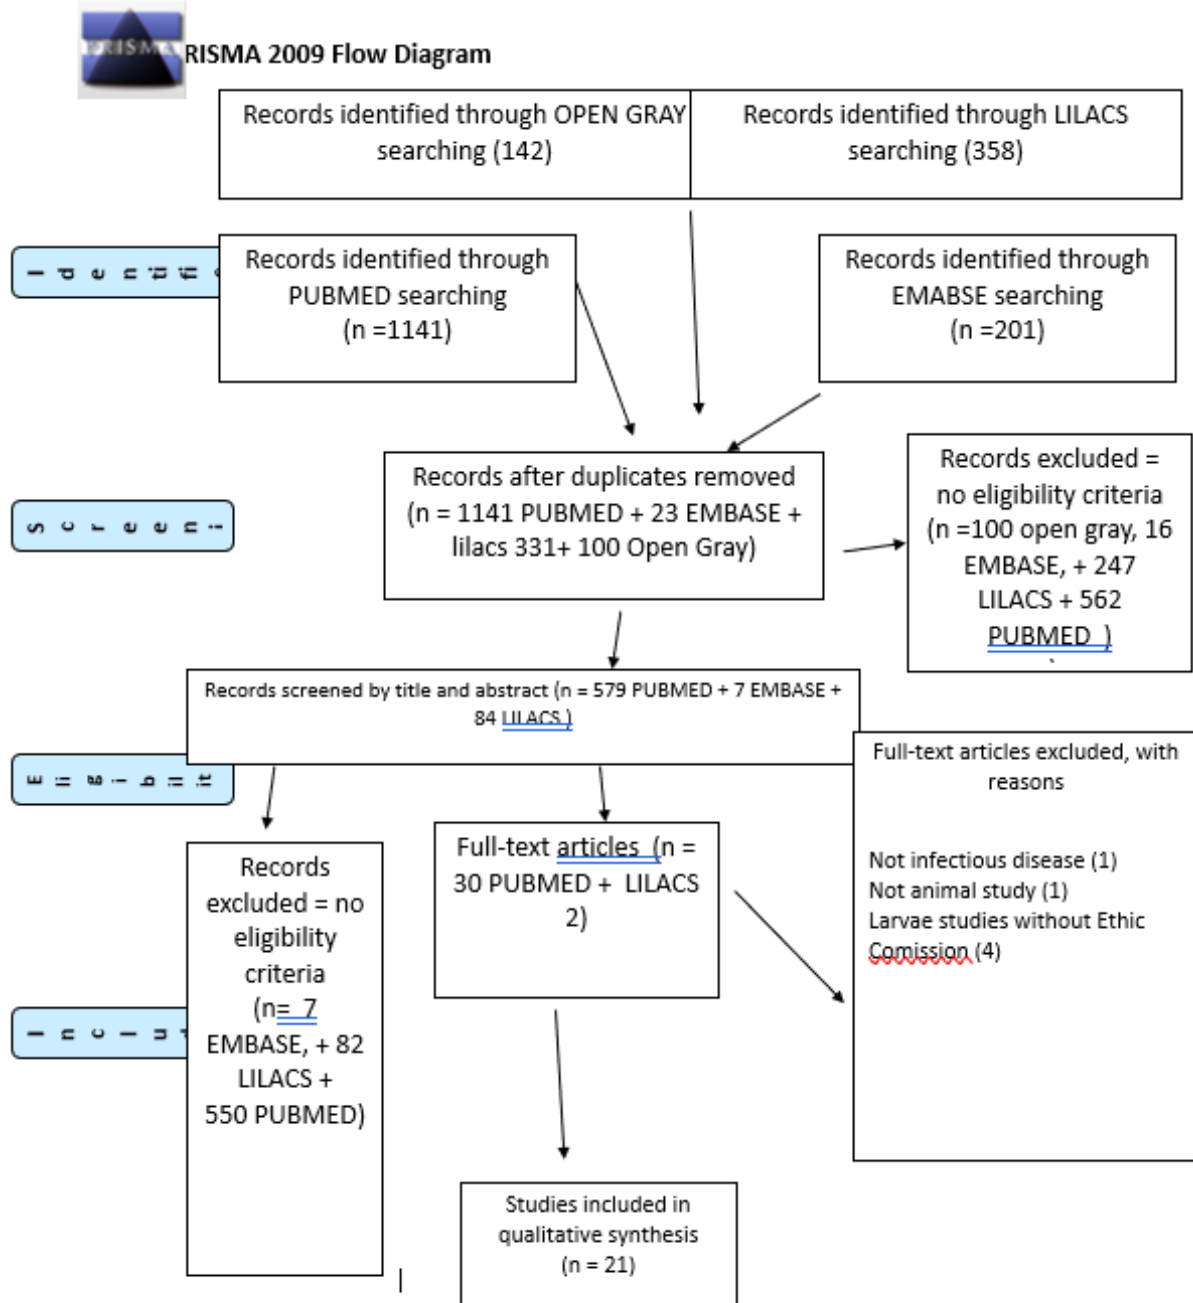 PRISMA
RISMA 2009 Flow Diagram
Records identified through OPEN GRAY
searching (142)
Records identified through LILACS
searching (358)
Identifi
Records identified through
PUBMED searching
(n =1141)
Records identified through
EMABSE searching
(n =201)
Screeni
Records after duplicates removed
(n = 1141 PUBMED + 23 EMBASE +
lilacs 331+ 100 Open Gray)
Records excluded =
no eligibility criteria
(n =100 open gray, 16
EMBASE, + 247
LILACS + 562
PUBMED )
Records screened by title and abstract (n = 579 PUBMED + 7 EMBASE +
84 LILACS )
Eligibilit
Records
excluded = no
eligibility
criteria
(n= 7
EMBASE, + 82
LILACS +
550 PUBMED)
Full-text articles (n =
30 PUBMED + LILACS
2)
Full-text articles excluded, with
reasons
Not infectious disease (1)
Not animal study (1)
Larvae studies without Ethic
Comission (4)
Includ
Studies included in
qualitative synthesis
(n = 21)